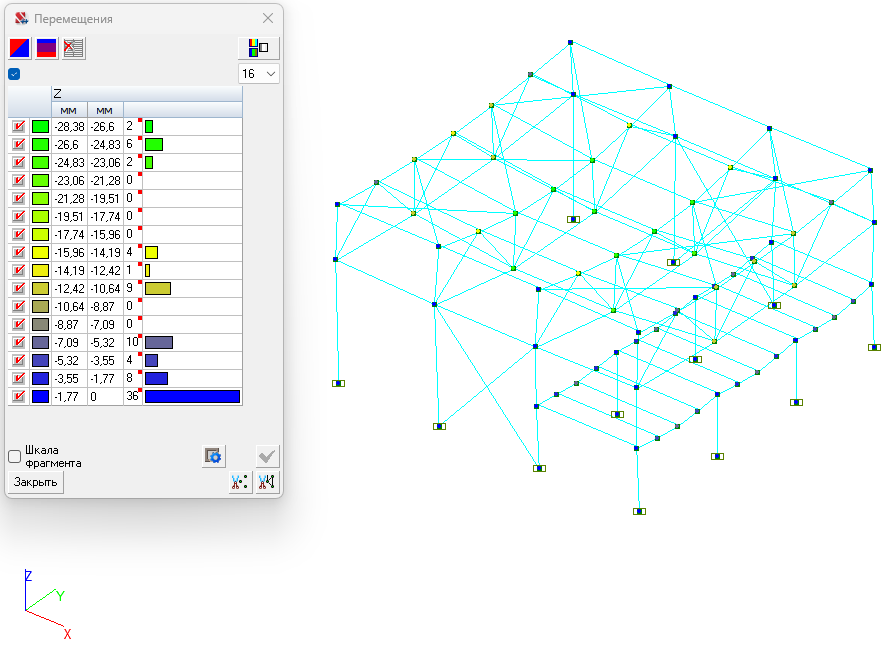 Перемещения
16
Z
мм мм
-28,38 -26,6 2
-26,6 -24,83 6
-24,83 -23,06 2
-23,06 -21,28 0
-21,28 -19,51 0
-19,51 -17,74 0
-17,74 -15,96 0
-15,96 -14,19 4
-14,19 -12,42 1
-12,42 -10,64 9
-10,64 -8,87 0
-8,87 -7,09 0
-7,09 -5,32 10
-5,32 -3,55 4
-3,55 -1,77 8
-1,77 0 36
Шкала
фрагмента
Закрыть
Z
Y
X